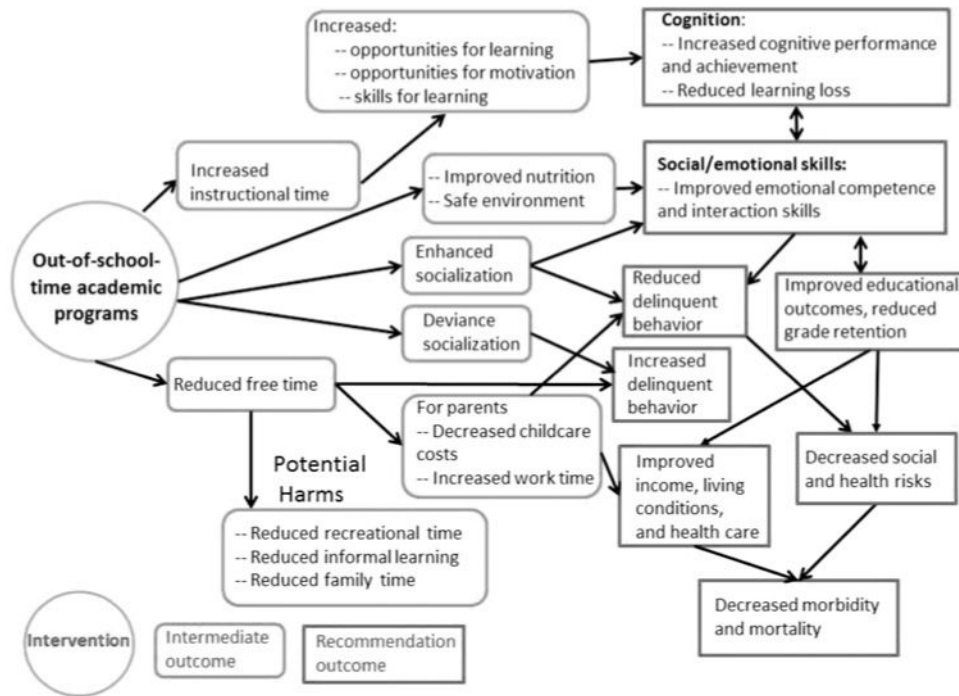 Increased:
-- opportunities for learning
-- opportunities for motivation
-- skills for learning
Cognition:
-- Increased cognitive performance
and achievement
-- Reduced learning loss
Increased
instructional time
-- Improved nutrition
-- Safe environment
Social/emotional skills:
-- Improved emotional competence
and interaction skills
Out-of-school-
time academic
programs
Enhanced
socialization
Reduced
delinquent
behavior
Improved educational
outcomes, reduced
grade retention
Deviance
socialization
Reduced free time
Increased
delinquent
behavior
For parents
-- Decreased childcare
costs
-- Increased work time
Improved
income, living
conditions,
and health care
Decreased social
and health risks
Potential
Harms
-- Reduced recreational time
-- Reduced informal learning
-- Reduced family time
Decreased morbidity
and mortality
Intervention
Intermediate
outcome
Recommendation
outcome